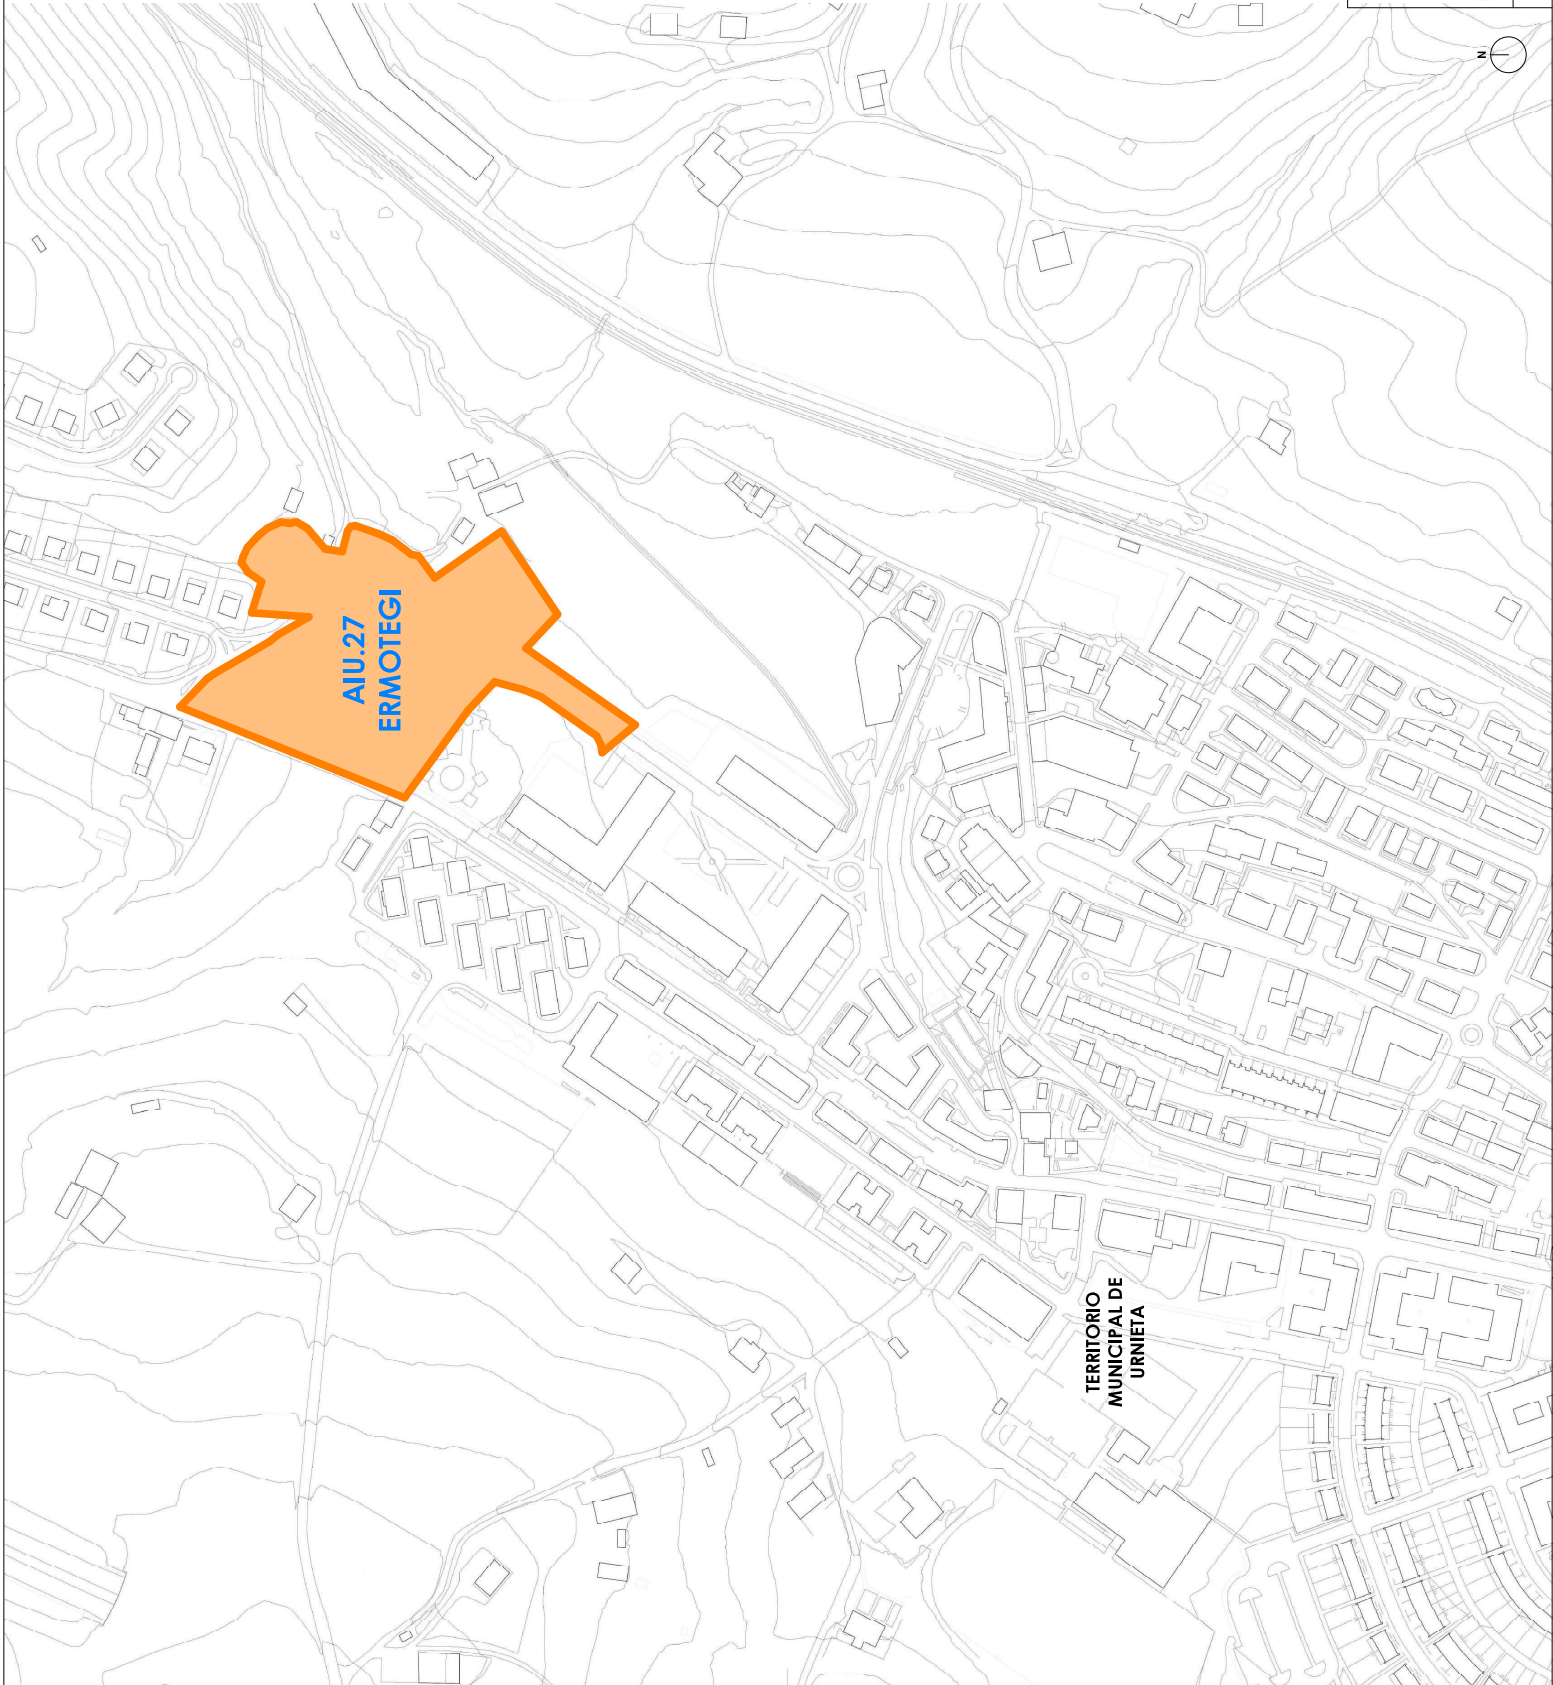 AIU.27
ERMOTEGI
N
TERRITORIO
MUNICIPAL DE
URNIETA